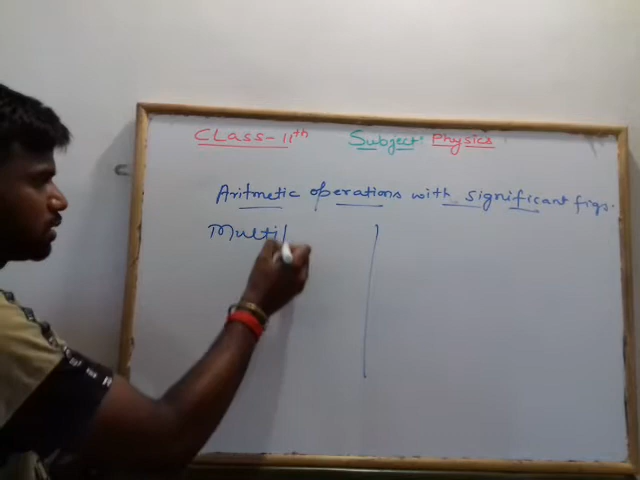 CLass-11th Subject: Physics
Aritmetic operations with significant figs.
Multi